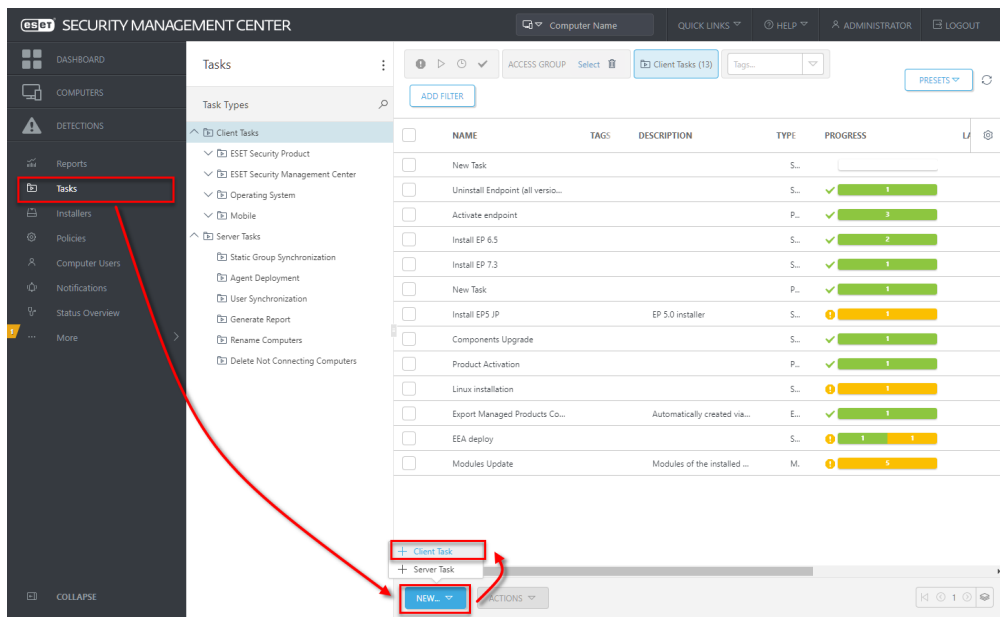 eset SECURITY MANAGEMENT CENTER
Computer Name
QUICK LINKS
HELP
ADMINISTRATOR
LOGOUT
DASHBOARD
COMPUTERS
DETECTIONS
Reports
Tasks
Installers
Policies
Computer Users
Notifications
Status Overview
1
More
COLLAPSE
Tasks
Task Types
Client Tasks
ESET Security Product
ESET Security Management Center
Operating System
Mobile
Server Tasks
Static Group Synchronization
Agent Deployment
User Synchronization
Generate Report
Rename Computers
Delete Not Connecting Computers
ACCESS GROUP Select
Client Tasks (13)
Tags...
PRESETS
ADD FILTER
NAME TAGS DESCRIPTION TYPE PROGRESS LA
New Task S...
Uninstall Endpoint (all versio... S... 1
Activate endpoint P... 3
Install EP 6.5 S... 2
Install EP 7.3 S... 1
New Task P... 1
Install EP5 JP EP 5.0 installer S... 1
Components Upgrade S... 1
Product Activation P... 1
Linux installation S... 1
Export Managed Products Co... Automatically created via... E... 1
EEA deploy S... 1 1
Modules Update Modules of the installed ... M. 5
Client Task
Server Task
NEW...
ACTIONS
1